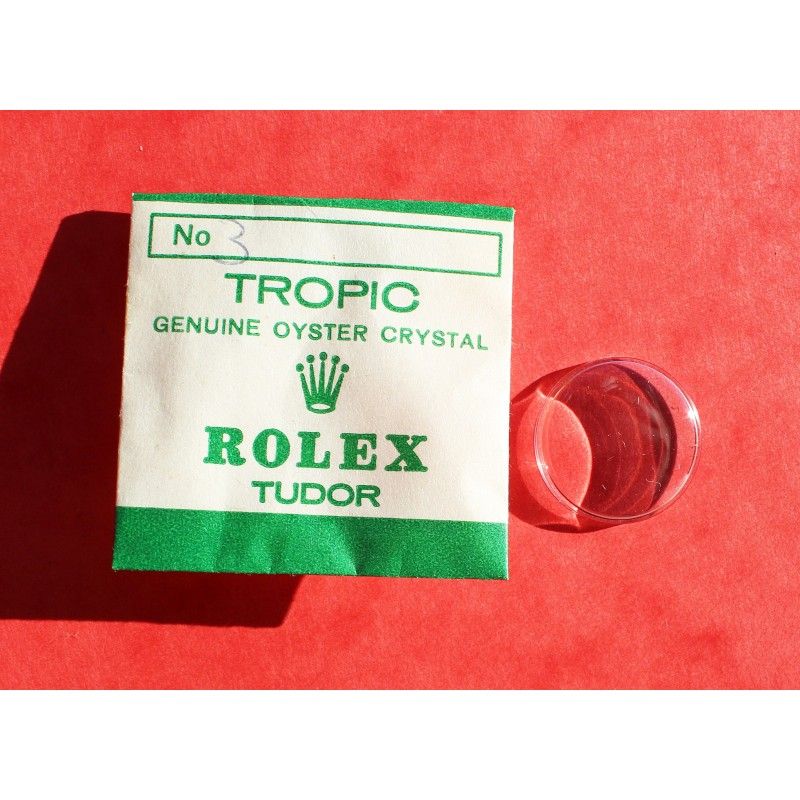 No 3
TROPIC
GENUINE OYSTER CRYSTAL
ROLEX
TUDOR